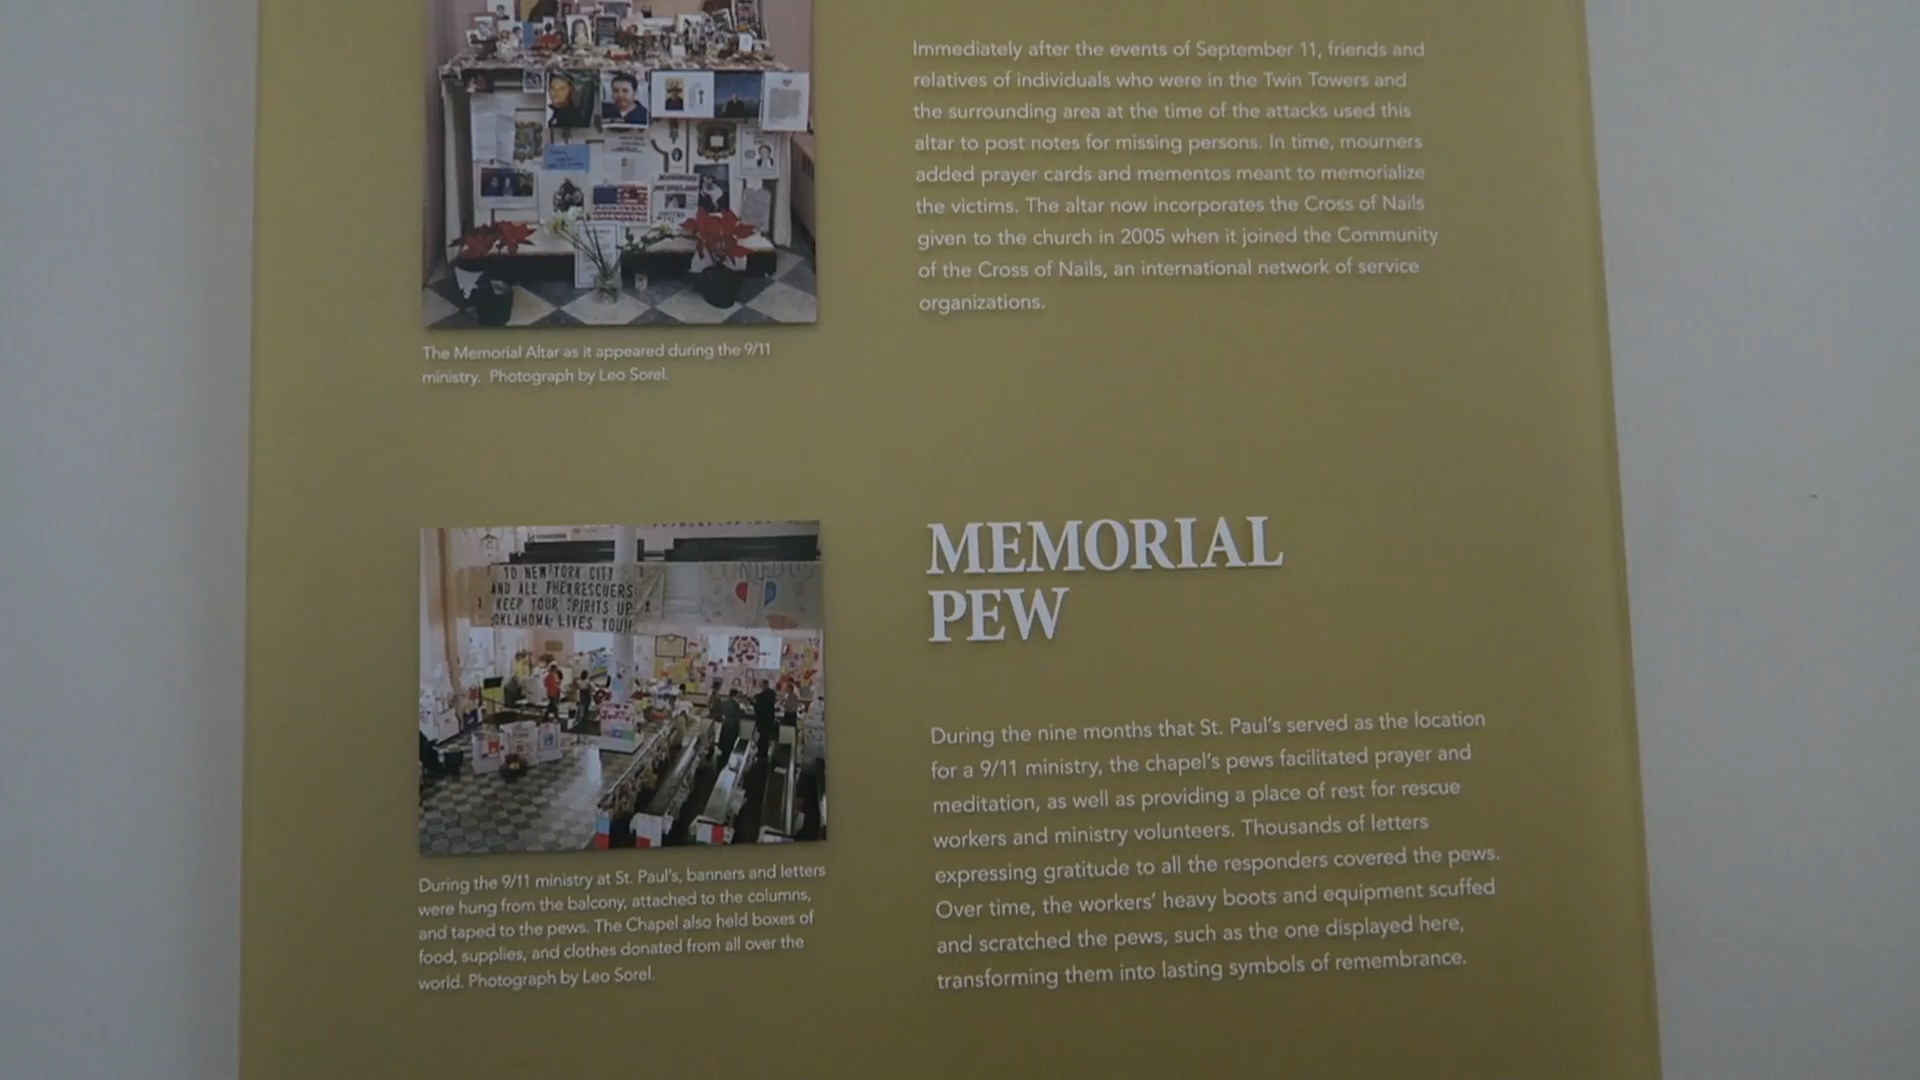 Immediately after the events of September 11, friends and
relatives of individuals who were in the Twin Towers and
the surrounding area at the time of the attacks used this
altar to post notes for missing persons. In time, mourners
added prayer cards and mementos meant to memorialize
the victims. The altar now incorporates the Cross of Nails
given to the church in 2005 when it joined the Community
of the Cross of Nails, an international network of service
organizations.
The Memorial Altar as it appeared during the 9/11
ministry. Photograph by Leo Sorel.
TO NEW YORK CITY
AND ALL THE RESCUERS
KEEP YOUR SPIRITS UP
OKLAHOMA LIVES YOU!!
MEMORIAL
PEW
During the nine months that St. Paul's served as the location
for a 9/11 ministry, the chapel's pews facilitated prayer and
meditation, as well as providing a place of rest for rescue
workers and ministry volunteers. Thousands of letters
expressing gratitude to all the responders covered the pews.
Over time, the workers' heavy boots and equipment scuffed
and scratched the pews, such as the one displayed here,
transforming them into lasting symbols of remembrance.
During the 9/11 ministry at St. Paul's, banners and letters
were hung from the balcony, attached to the columns,
and taped to the pews. The Chapel also held boxes of
food, supplies, and clothes donated from all over the
world. Photograph by Leo Sorel.